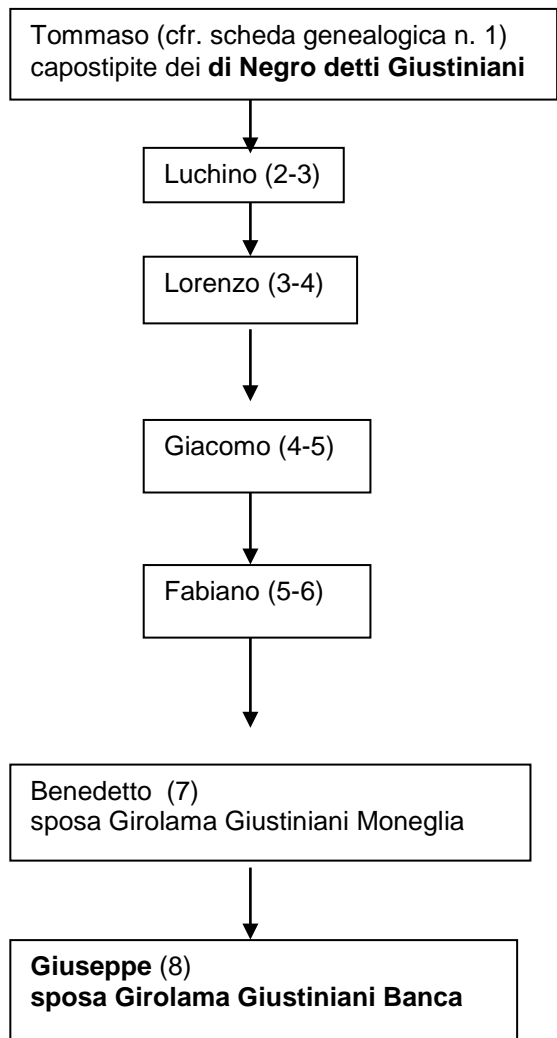 Tommaso (cfr. scheda genealogica n. 1)
capostipite dei di Negro detti Giustiniani
Luchino (2-3)
Lorenzo (3-4)
Giacomo (4-5)
Fabiano (5-6)
Benedetto (7)
sposa Girolama Giustiniani Moneglia
Giuseppe (8)
sposa Girolama Giustiniani Banca